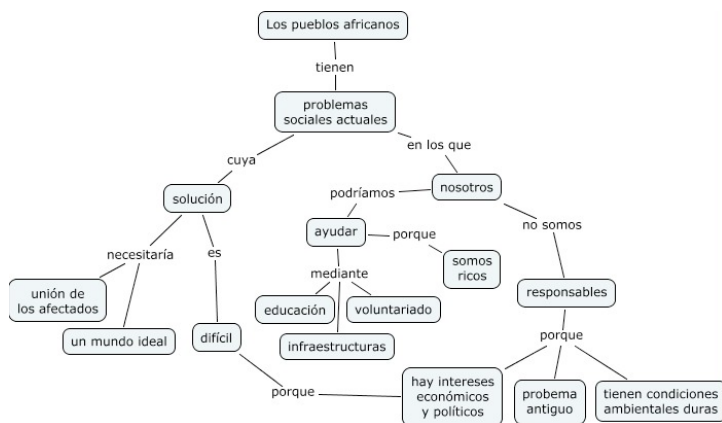 Los pueblos africanos
tienen
problemas
sociales actuales
en los que
cuya
nosotros
podríamos
solución
no somos
ayudar
porque
necesitaría
es
somos
ricos
mediante
unión de
los afectados
educación
voluntariado
responsables
un mundo ideal
difícil
infraestructuras
porque
hay intereses
económicos
y políticos
probema
antiguo
tienen condiciones
ambientales duras
porque